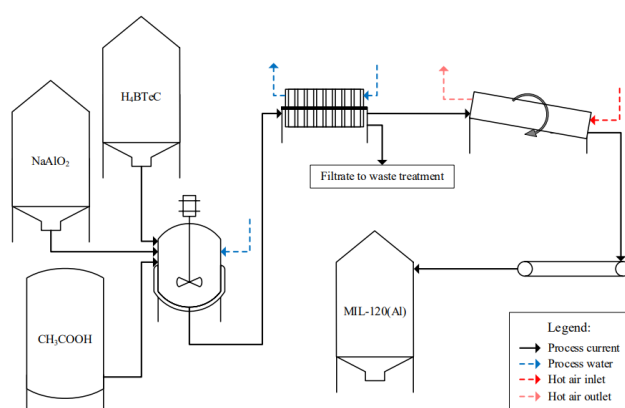 H₄BTeC
NaAlO₂
CH₃COOH
Filtrate to waste treatment
MIL-120(Al)
Legend:
Process current
Process water
Hot air inlet
Hot air outlet